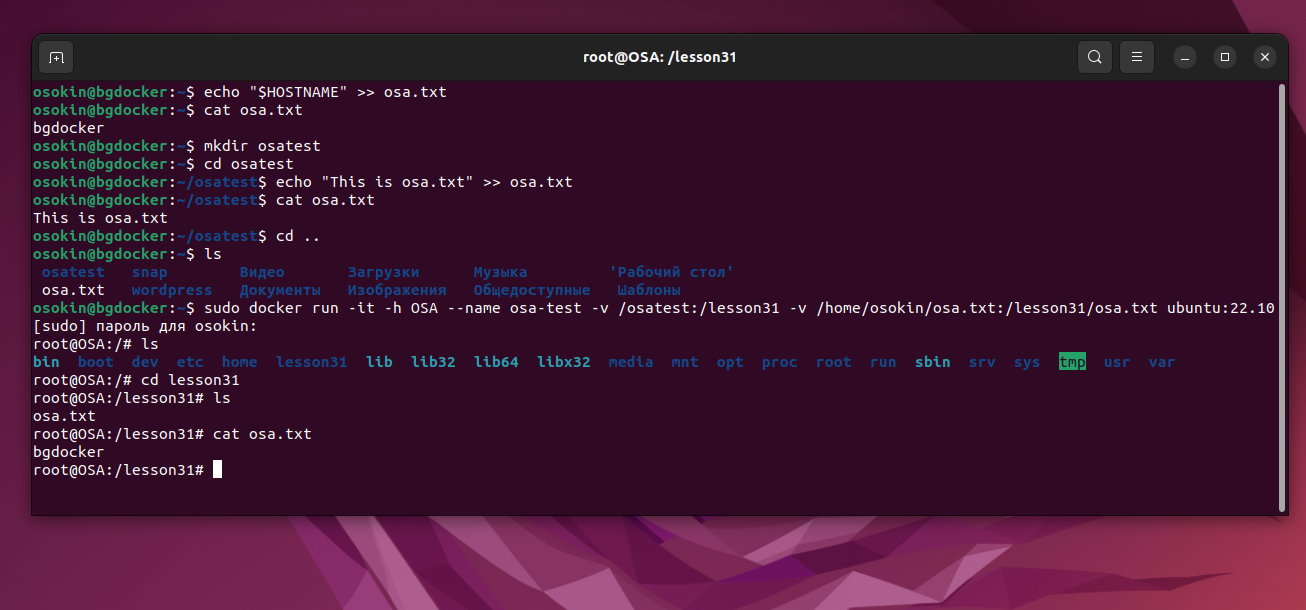 root@OSA: /lesson31
osokin@bgdocker:~$ echo "$HOSTNAME" >> osa.txt
osokin@bgdocker:~$ cat osa.txt
bgdocker
osokin@bgdocker:~$ mkdir osatest
osokin@bgdocker:~$ cd osatest
osokin@bgdocker:~/osatest$ echo "This is osa.txt" >> osa.txt
osokin@bgdocker:~/osatest$ cat osa.txt
This is osa.txt
osokin@bgdocker:~/osatest$ cd ..
osokin@bgdocker:~$ ls
osatest snap Видео Загрузки Музыка 'Рабочий стол'
osa.txt wordpress Документы Изображения Общедоступные Шаблоны
osokin@bgdocker:~$ sudo docker run -it -h OSA --name osa-test -v /osatest:/lesson31 -v /home/osokin/osa.txt:/lesson31/osa.txt ubuntu:22.10
[sudo] пароль для osokin:
root@OSA:/# ls
bin boot dev etc home lesson31 lib lib32 lib64 libx32 media mnt opt proc root run sbin srv sys tmp usr var
root@OSA:/# cd lesson31
root@OSA:/lesson31# ls
osa.txt
root@OSA:/lesson31# cat osa.txt
bgdocker
root@OSA:/lesson31#